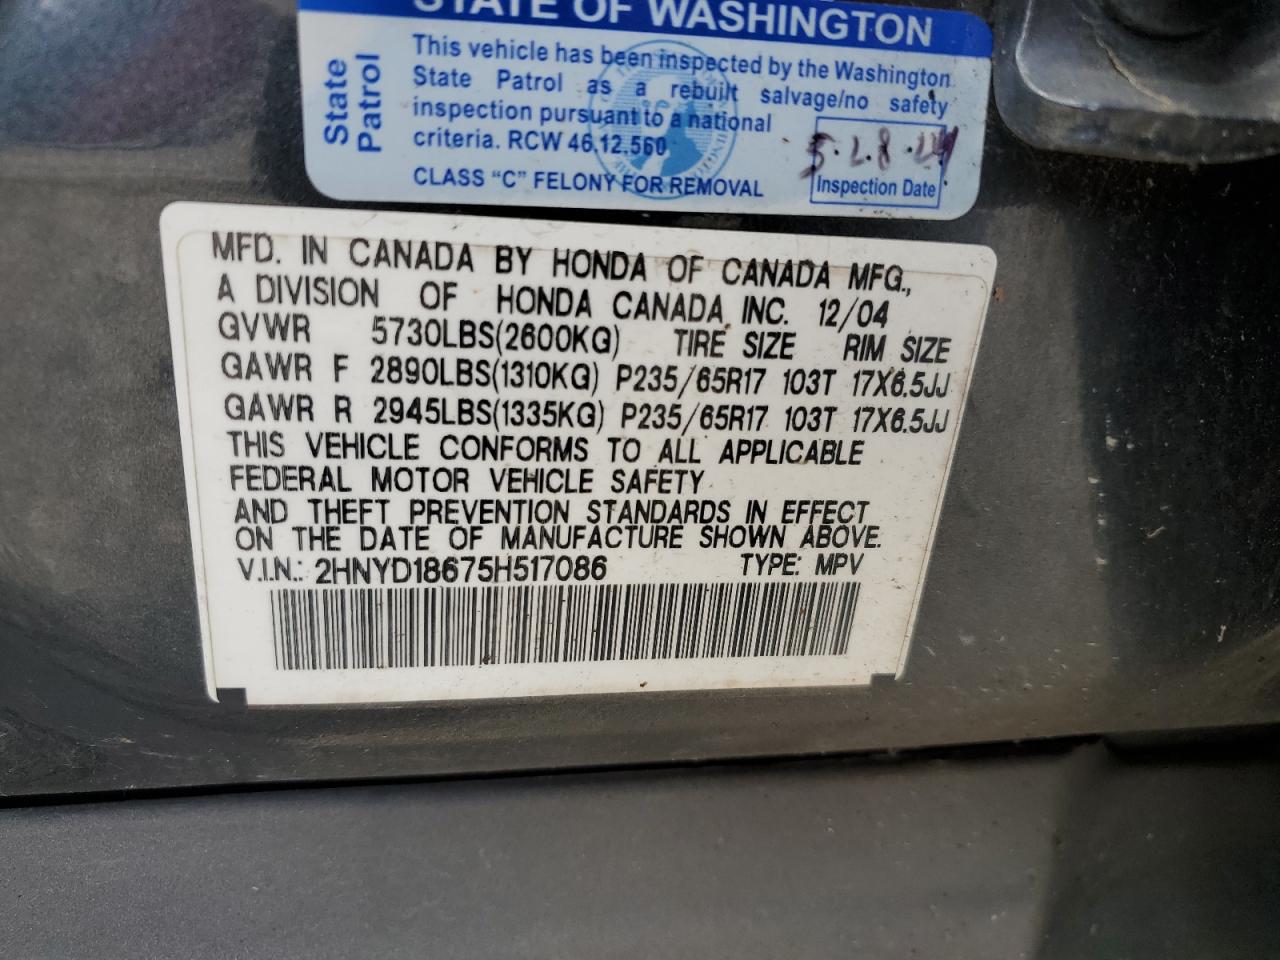 STATE OF WASHINGTON
State Patrol
This vehicle has been inspected by the Washington
State Patrol as a rebuilt salvage/no safety
inspection pursuant to a national
criteria. RCW 46.12.560
CLASS "C" FELONY FOR REMOVAL
5.28.24
Inspection Date
MFD. IN CANADA BY HONDA OF CANADA MFG.,
A DIVISION OF HONDA CANADA INC. 12/04
GVWR 5730LBS(2600KG) TIRE SIZE RIM SIZE
GAWR F 2890LBS(1310KG) P235/65R17 103T 17X6.5JJ
GAWR R 2945LBS(1335KG) P235/65R17 103T 17X6.5JJ
THIS VEHICLE CONFORMS TO ALL APPLICABLE
FEDERAL MOTOR VEHICLE SAFETY
AND THEFT PREVENTION STANDARDS IN EFFECT
ON THE DATE OF MANUFACTURE SHOWN ABOVE.
V.I.N.: 2HNYD18675H517086 TYPE: MPV